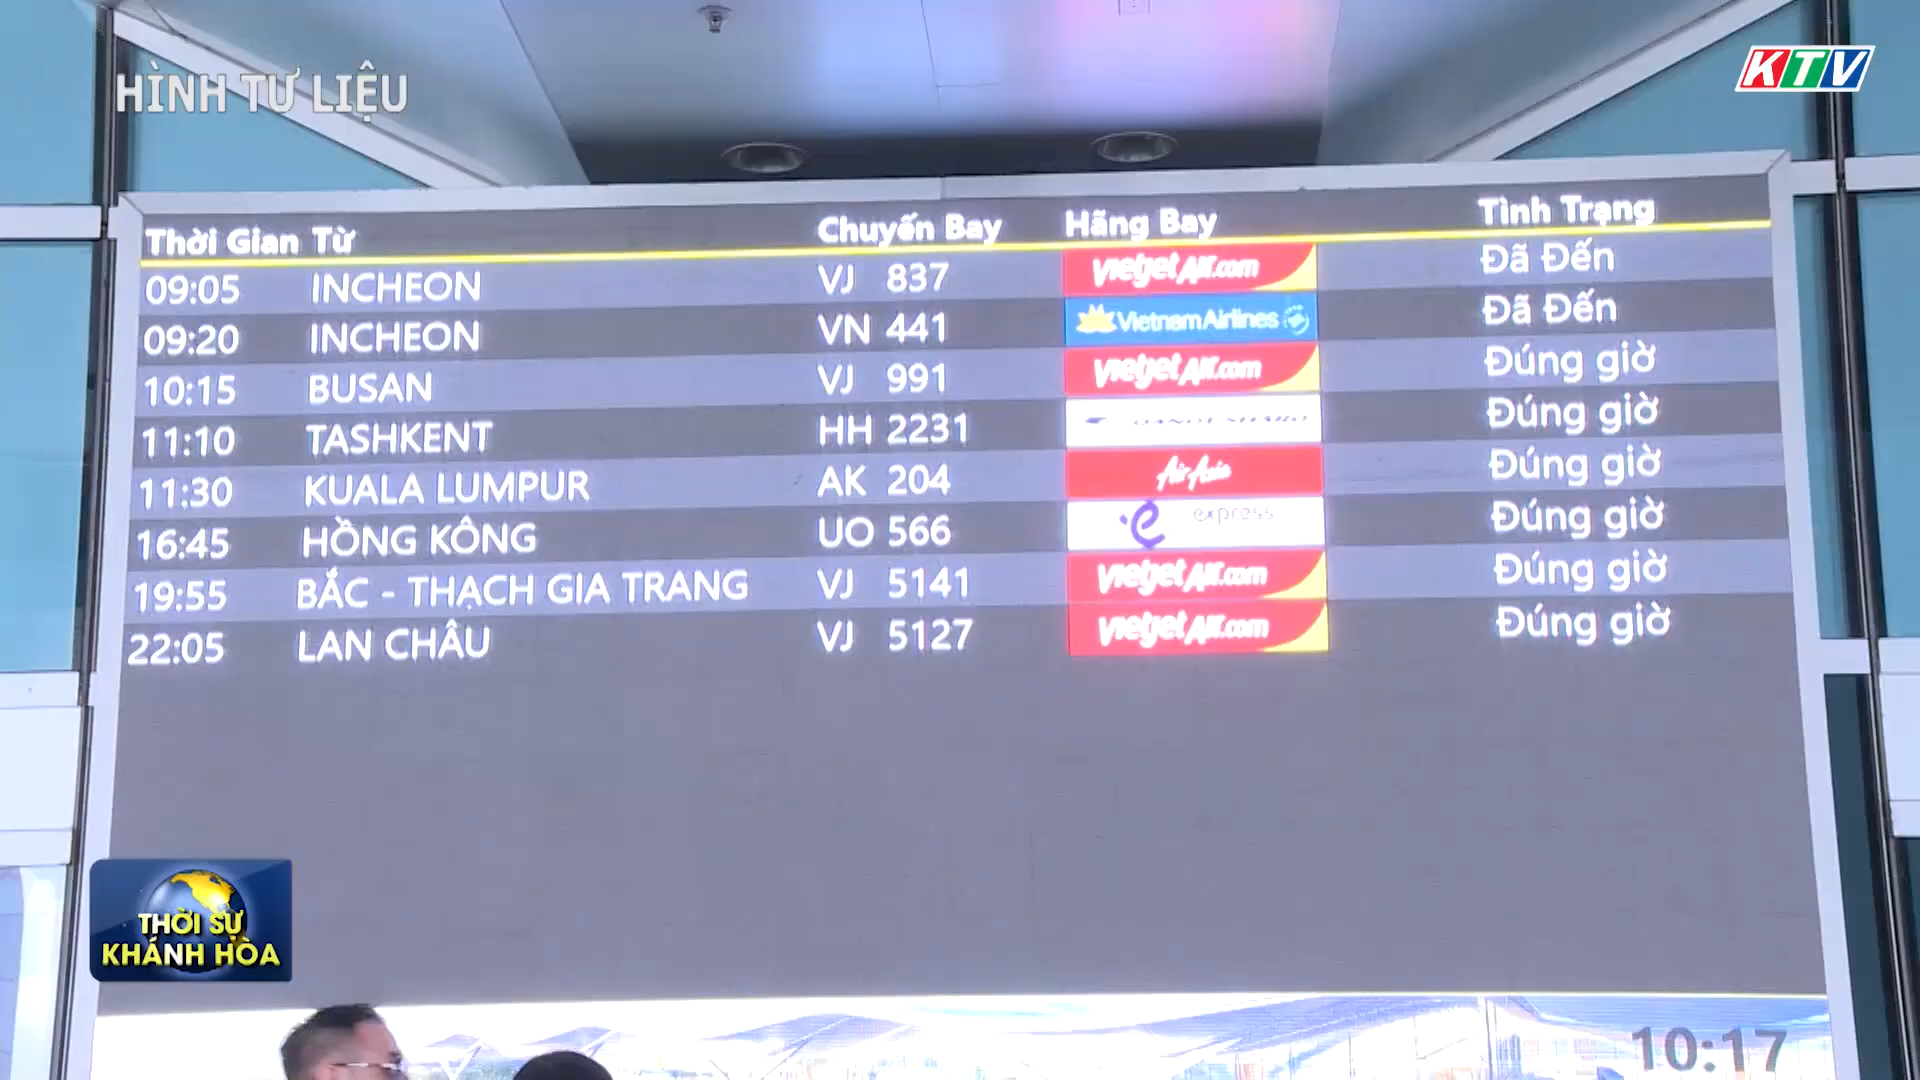 HÌNH TƯ LIỆU
KTV
Thời Gian Từ Chuyến Bay Hãng Bay Tình Trạng
09:05 INCHEON VJ 837 vietjetAir.com Đã Đến
09:20 INCHEON VN 441 Vietnam Airlines Đã Đến
10:15 BUSAN VJ 991 vietjetAir.com Đúng giờ
11:10 TASHKENT HH 2231 Đúng giờ
11:30 KUALA LUMPUR AK 204 Air Asia Đúng giờ
16:45 HỒNG KÔNG UO 566 express Đúng giờ
19:55 BẮC - THẠCH GIA TRANG VJ 5141 vietjetAir.com Đúng giờ
22:05 LAN CHÂU VJ 5127 vietjetAir.com Đúng giờ
THỜI SỰ
KHÁNH HÒA
10:17